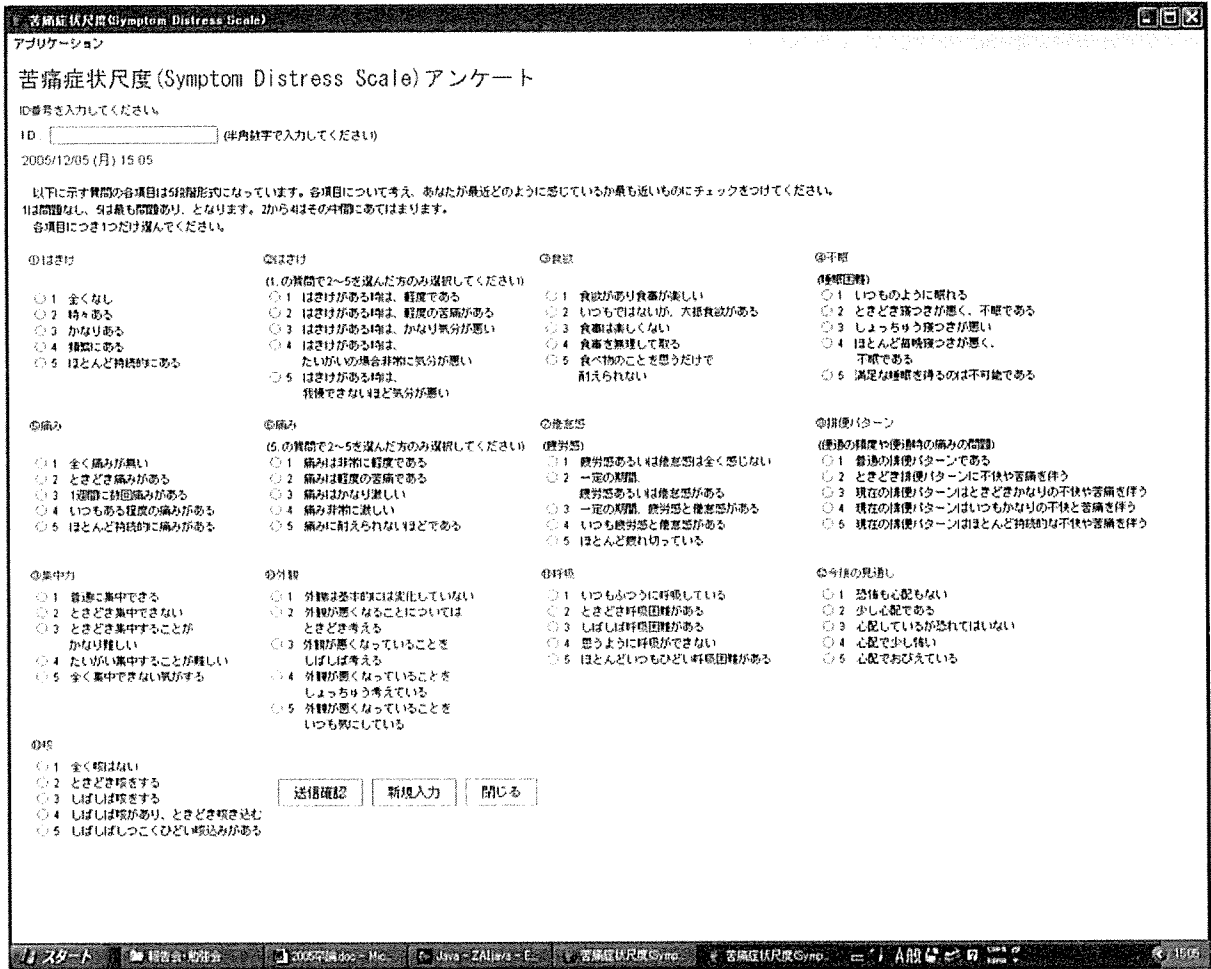 苦痛症状尺度(Symptom Distress Scale)
アプリケーション
苦痛症状尺度(Symptom Distress Scale)アンケート
ID番号を入力してください。
ID (半角数字で入力してください)
2005/12/05 (月) 15:05
以下に示す質問の各項目は5段階形式になっています。各項目について考え、あなたが最近どのように感じているか最も近いものにチェックをつけてください。
1は問題なし、5は最も問題あり、となります。2から4はその中間にあてはまります。
各項目につき1つだけ選んでください。
①はきけ
1 全くなし
2 時々ある
3 かなりある
4 頻繁にある
5 ほとんど持続的にある
②はきけ
(1.の質問で2~5を選んだ方のみ選択してください)
1 はきけがある時は、軽度である
2 はきけがある時は、軽度の苦痛がある
3 はきけがある時は、かなり気分が悪い
4 はきけがある時は、
たいがいの場合非常に気分が悪い
5 はきけがある時は、
我慢できないほど気分が悪い
③食欲
1 食欲があり食事が楽しい
2 いつもではないが、大抵食欲がある
3 食事は楽しくない
4 食事を無理して取る
5 食べ物のことを思うだけで
耐えられない
④不眠
(睡眠困難)
1 いつものように眠れる
2 ときどき寝つきが悪く、不眠である
3 しょっちゅう寝つきが悪い
4 ほとんど毎晩寝つきが悪く、
不眠である
5 満足な睡眠を得るのは不可能である
⑤痛み
1 全く痛みが無い
2 ときどき痛みがある
3 1週間に数回痛みがある
4 いつもある程度の痛みがある
5 ほとんど持続的に痛みがある
⑥痛み
(5.の質問で2~5を選んだ方のみ選択してください)
1 痛みは非常に軽度である
2 痛みは軽度の苦痛である
3 痛みはかなり激しい
4 痛み非常に激しい
5 痛みに耐えられないほどである
⑦倦怠感
(疲労感)
1 疲労感あるいは倦怠感は全く感じない
2 一定の期間、
疲労感あるいは倦怠感がある
3 一定の期間、疲労感と倦怠感がある
4 いつも疲労感と倦怠感がある
5 ほとんど疲れ切っている
⑧排便パターン
(便通の頻度や便通時の痛みの問題)
1 普通の排便パターンである
2 ときどき排便パターンに不快や苦痛を伴う
3 現在の排便パターンはときどきかなりの不快や苦痛を伴う
4 現在の排便パターンはいつもかなりの不快と苦痛を伴う
5 現在の排便パターンはほとんど持続的な不快や苦痛を伴う
⑨集中力
1 普通に集中できる
2 ときどき集中できない
3 ときどき集中することが
かなり難しい
4 たいがい集中することが難しい
5 全く集中できない気がする
⑩外観
1 外観は基本的には変化していない
2 外観が悪くなることについては
ときどき考える
3 外観が悪くなっていることを
しばしば考える
4 外観が悪くなっていることを
しょっちゅう考えている
5 外観が悪くなっていることを
いつも気にしている
⑪呼吸
1 いつもふつうに呼吸している
2 ときどき呼吸困難がある
3 しばしば呼吸困難がある
4 思うように呼吸ができない
5 ほとんどいつもひどい呼吸困難がある
⑫今後の見通し
1 恐怖も心配もない
2 少し心配である
3 心配しているが恐れてはいない
4 心配で少し怖い
5 心配でおびえている
⑬咳
1 全く咳はない
2 ときどき咳をする
3 しばしば咳をする
4 しばしば咳があり、ときどき咳き込む
5 しばしばしつこくひどい咳込みがある
送信確認 新規入力 閉じる
スタート 報告会・勉強会 2005卒論doc - Mic... Java - ZAIjava - E... 苦痛症状尺度(Symp... 苦痛症状尺度(Symp... 15:05